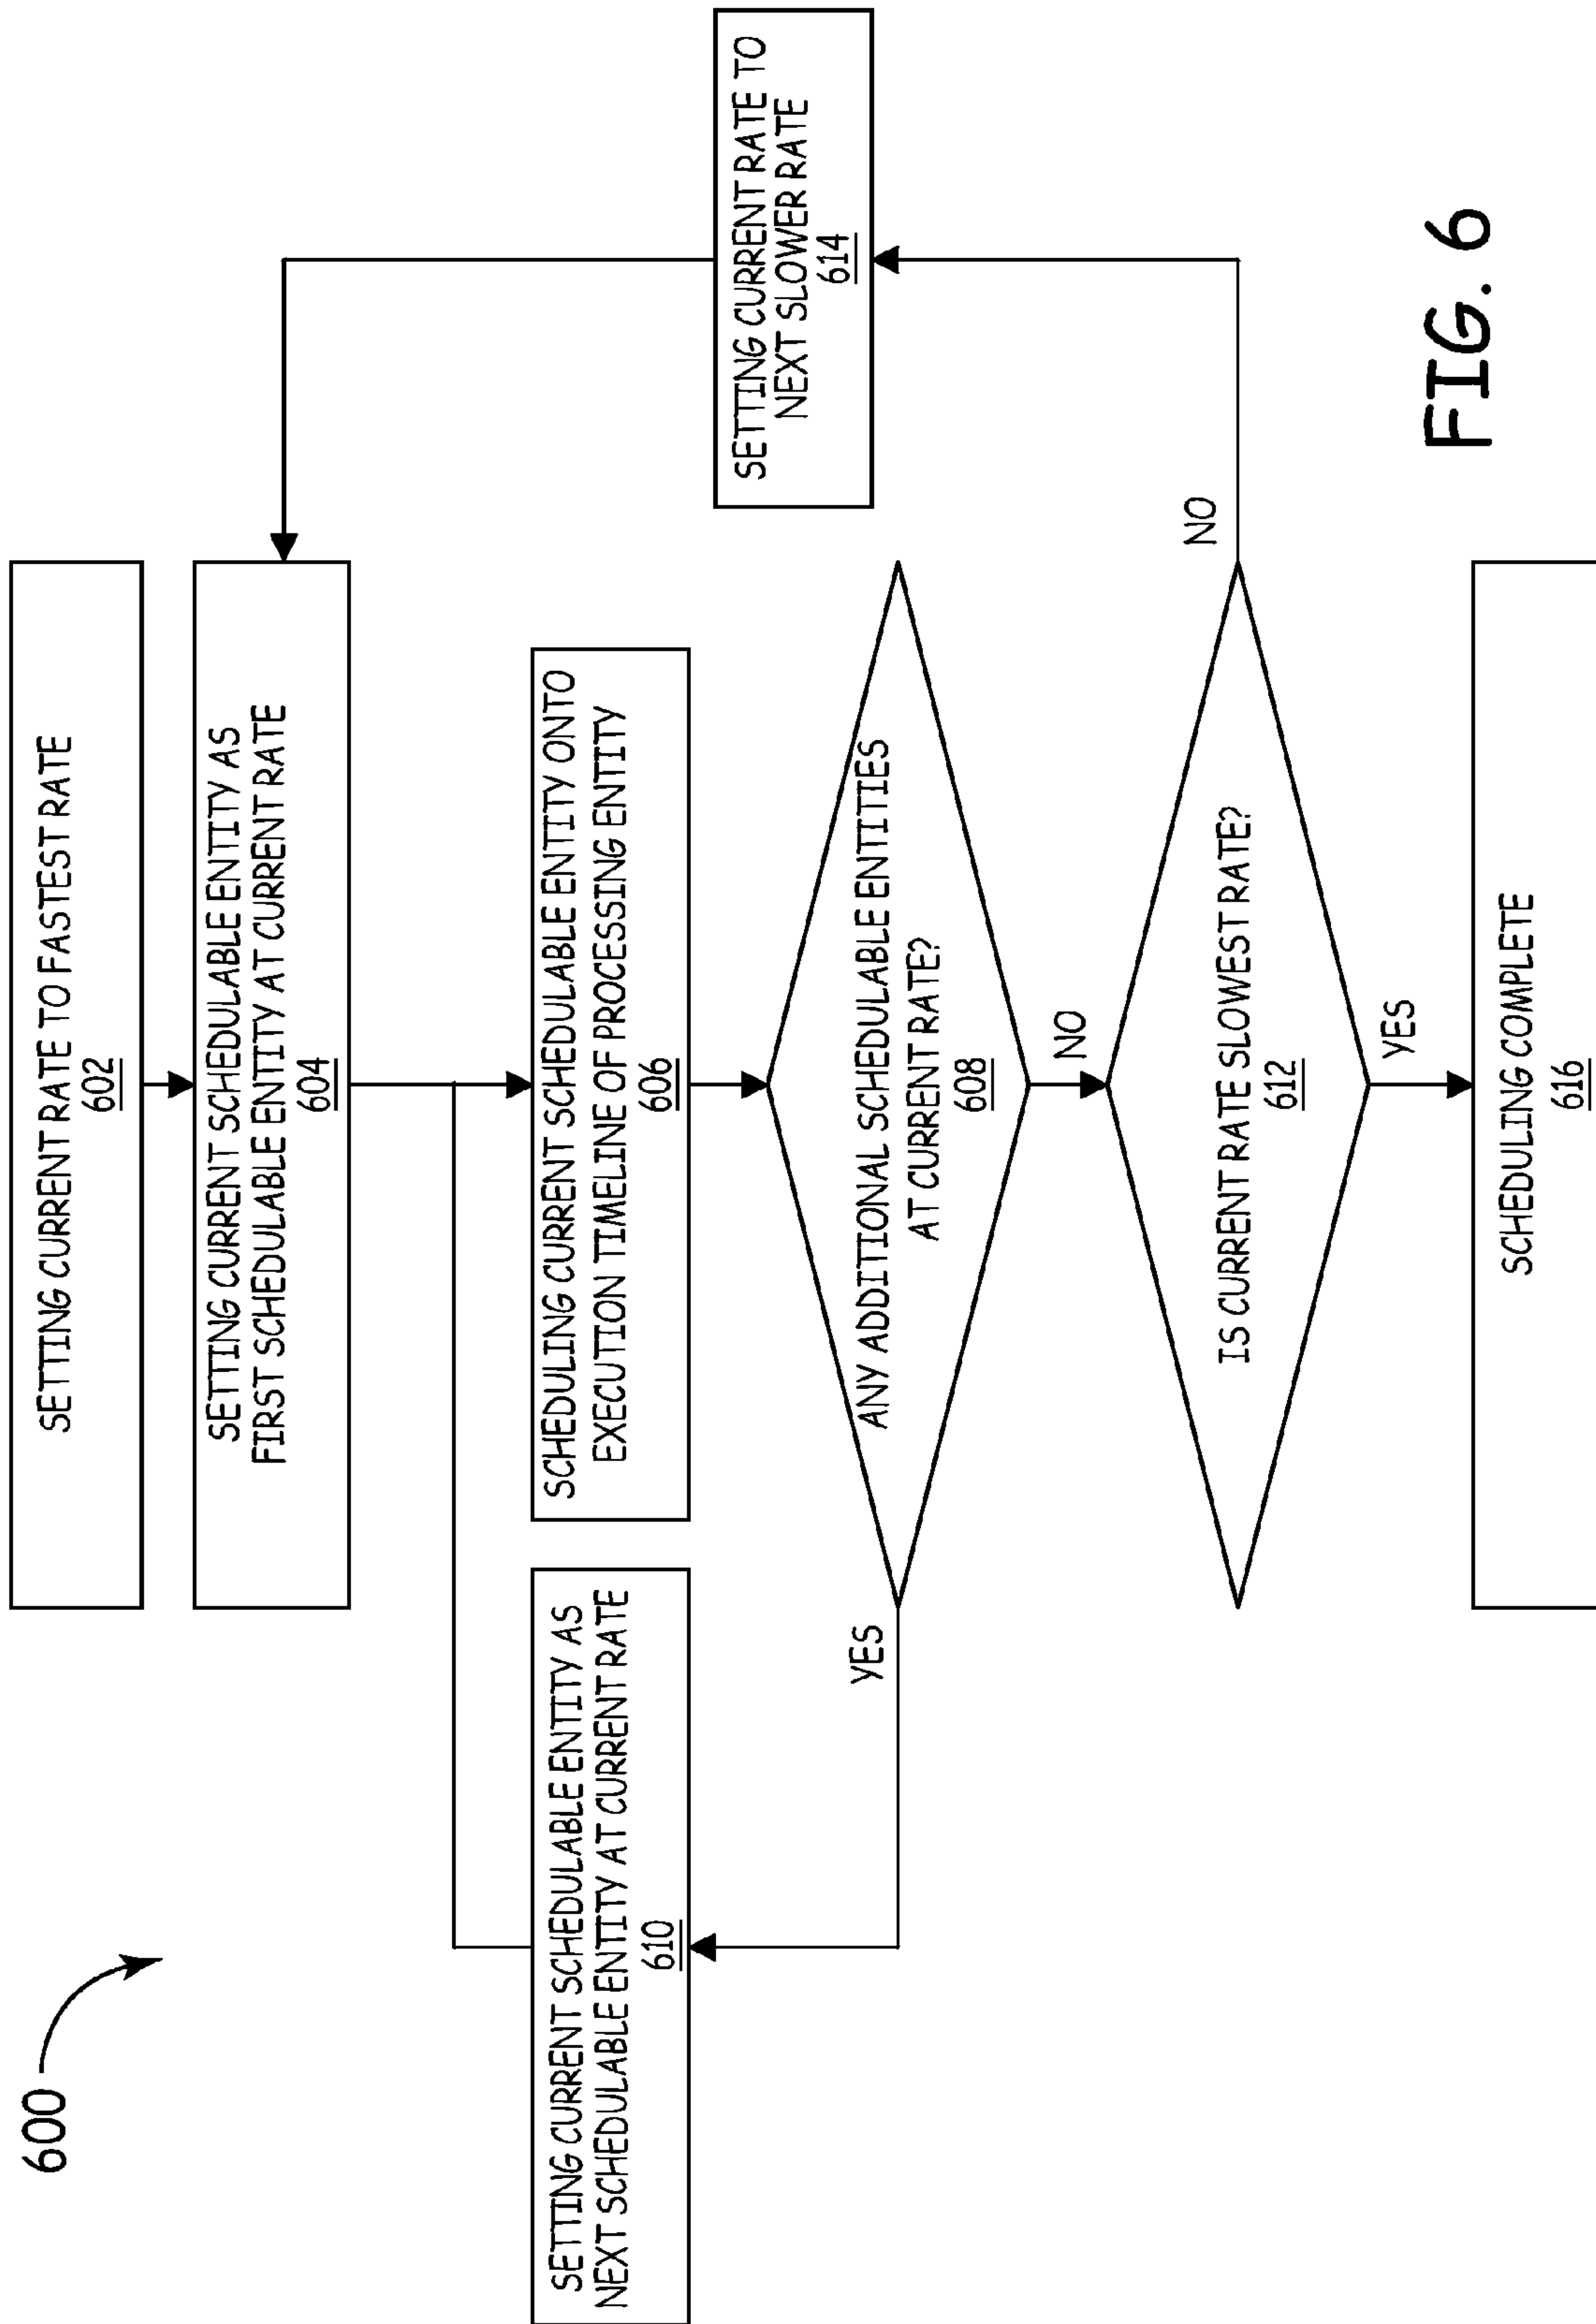 600
SETTING CURRENT RATE TO FASTEST RATE
602
SETTING CURRENT SCHEDULABLE ENTITY AS
FIRST SCHEDULABLE ENTITY AT CURRENT RATE
604
SETTING CURRENT SCHEDULABLE ENTITY AS
NEXT SCHEDULABLE ENTITY AT CURRENT RATE
610
SCHEDULING CURRENT SCHEDULABLE ENTITY ONTO
EXECUTION TIMELINE OF PROCESSING ENTITY
606
SETTING CURRENT RATE TO
NEXT SLOWER RATE
614
YES
ANY ADDITIONAL SCHEDULABLE ENTITIES
AT CURRENT RATE?
608
NO
IS CURRENT RATE SLOWEST RATE?
612
NO
YES
SCHEDULING COMPLETE
616
FIG. 6